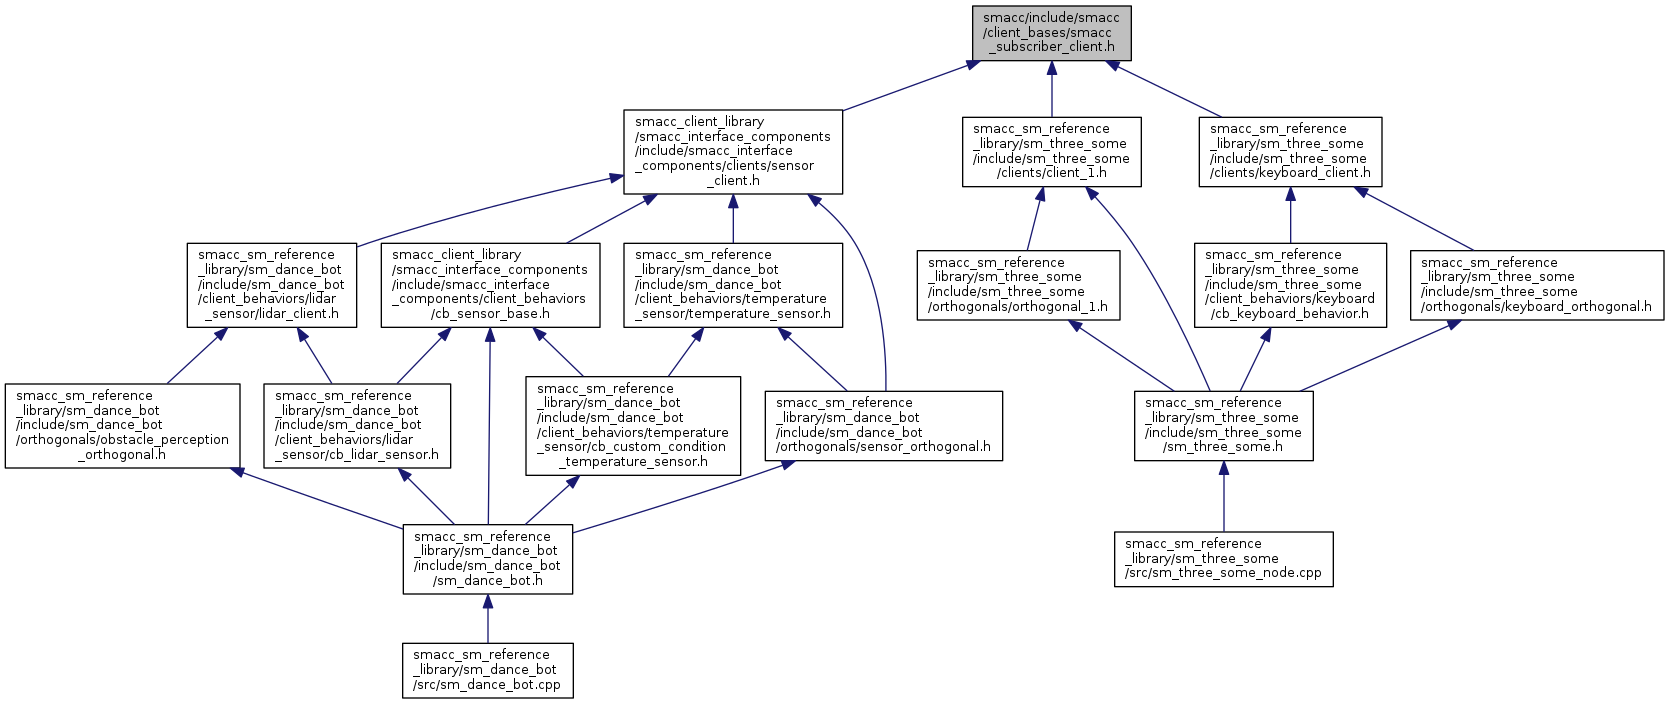 smacc/include/smacc
/client_bases/smacc
_subscriber_client.h
smacc_client_library
/smacc_interface_components
/include/smacc_interface
_components/clients/sensor
_client.h
smacc_sm_reference
_library/sm_three_some
/include/sm_three_some
/clients/client_1.h
smacc_sm_reference
_library/sm_three_some
/include/sm_three_some
/clients/keyboard_client.h
smacc_sm_reference
_library/sm_dance_bot
/include/sm_dance_bot
/client_behaviors/lidar
_sensor/lidar_client.h
smacc_client_library
/smacc_interface_components
/include/smacc_interface
_components/client_behaviors
/cb_sensor_base.h
smacc_sm_reference
_library/sm_dance_bot
/include/sm_dance_bot
/client_behaviors/temperature
_sensor/temperature_sensor.h
smacc_sm_reference
_library/sm_three_some
/include/sm_three_some
/orthogonals/orthogonal_1.h
smacc_sm_reference
_library/sm_three_some
/include/sm_three_some
/client_behaviors/keyboard
/cb_keyboard_behavior.h
smacc_sm_reference
_library/sm_three_some
/include/sm_three_some
/orthogonals/keyboard_orthogonal.h
smacc_sm_reference
_library/sm_dance_bot
/include/sm_dance_bot
/orthogonals/obstacle_perception
_orthogonal.h
smacc_sm_reference
_library/sm_dance_bot
/include/sm_dance_bot
/client_behaviors/lidar
_sensor/cb_lidar_sensor.h
smacc_sm_reference
_library/sm_dance_bot
/include/sm_dance_bot
/client_behaviors/temperature
_sensor/cb_custom_condition
_temperature_sensor.h
smacc_sm_reference
_library/sm_dance_bot
/include/sm_dance_bot
/orthogonals/sensor_orthogonal.h
smacc_sm_reference
_library/sm_three_some
/include/sm_three_some
/sm_three_some.h
smacc_sm_reference
_library/sm_dance_bot
/include/sm_dance_bot
/sm_dance_bot.h
smacc_sm_reference
_library/sm_three_some
/src/sm_three_some_node.cpp
smacc_sm_reference
_library/sm_dance_bot
/src/sm_dance_bot.cpp